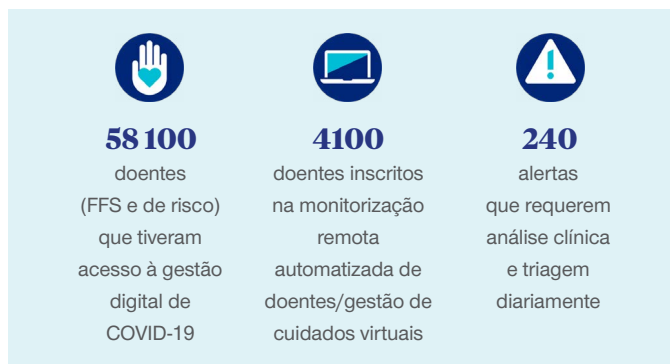 58 100
doentes
(FFS e de risco)
que tiveram
acesso à gestão
digital de
COVID-19
4100
doentes inscritos
na monitorização
remota
automatizada de
doentes/gestão de
cuidados virtuais
240
alertas
que requerem
análise clínica
e triagem
diariamente